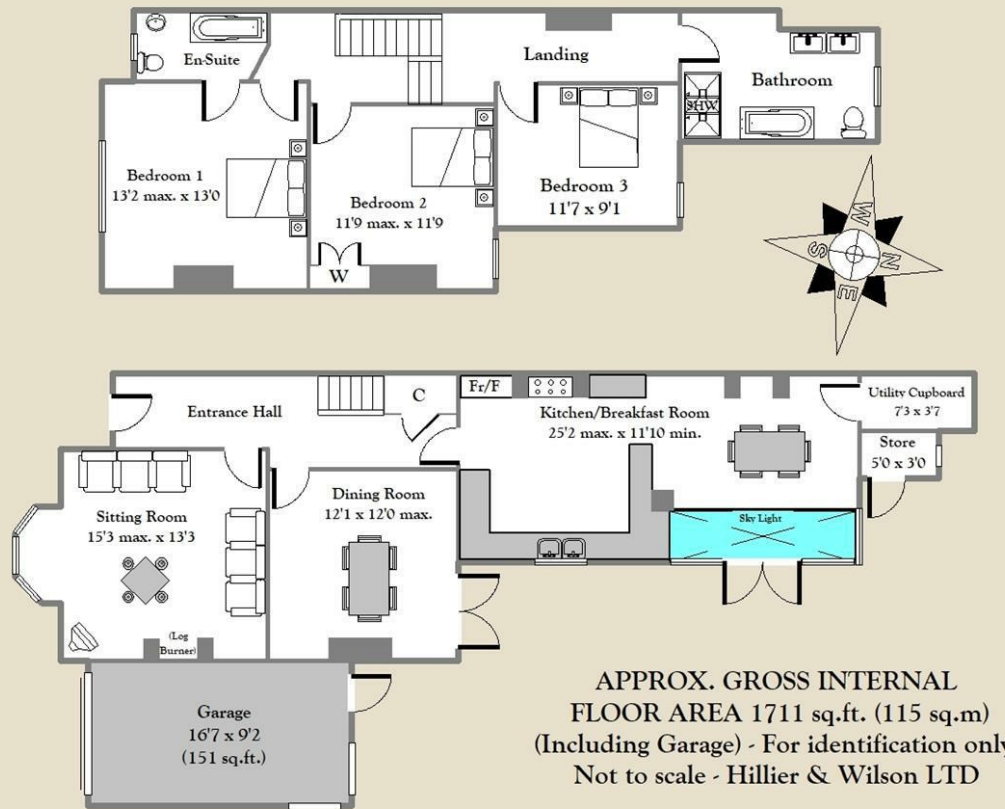 En-Suite
Landing
Bathroom
SHW
Bedroom 1
13'2 max. x 13'0
Bedroom 2
11'9 max. x 11'9
W
Bedroom 3
11'7 x 9'1
W
N
S
E
Entrance Hall
C
Fr/F
Kitchen/Breakfast Room
25'2 max. x 11'10 min.
Utility Cupboard
7'3 x 3'7
Store
5'0 x 3'0
Sitting Room
15'3 max. x 13'3
Dining Room
12'1 x 12'0 max.
Sky Light
(Log
Burner)
Garage
16'7 x 9'2
(151 sq.ft.)
APPROX. GROSS INTERNAL
FLOOR AREA 1711 sq.ft. (115 sq.m)
(Including Garage) - For identification only
Not to scale - Hillier & Wilson LTD